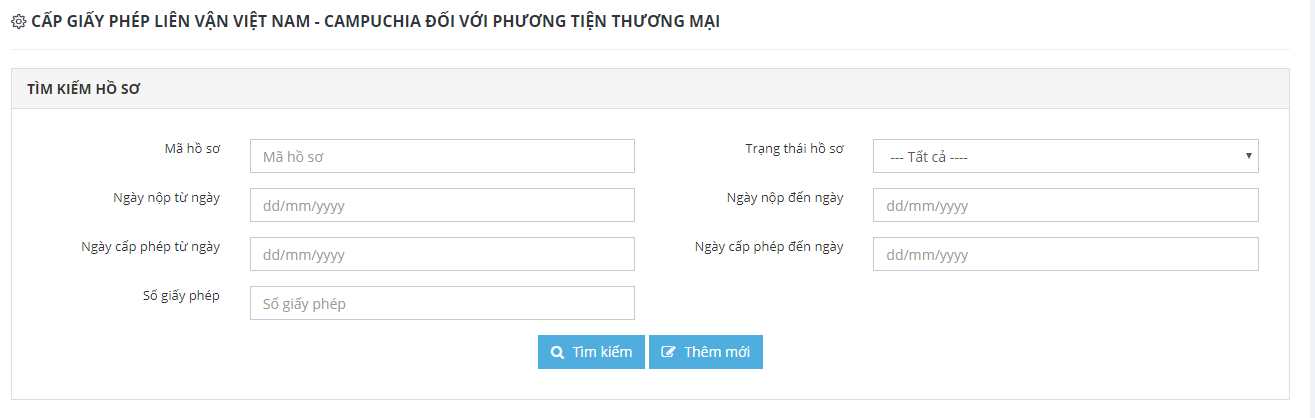 CẤP GIẤY PHÉP LIÊN VẬN VIỆT NAM - CAMPUCHIA ĐỐI VỚI PHƯƠNG TIỆN THƯƠNG MẠI
TÌM KIẾM HỒ SƠ
Mã hồ sơ Mã hồ sơ Trạng thái hồ sơ --- Tất cả ----
Ngày nộp từ ngày dd/mm/yyyy Ngày nộp đến ngày dd/mm/yyyy
Ngày cấp phép từ ngày dd/mm/yyyy Ngày cấp phép đến ngày dd/mm/yyyy
Số giấy phép Số giấy phép
Tìm kiếm Thêm mới